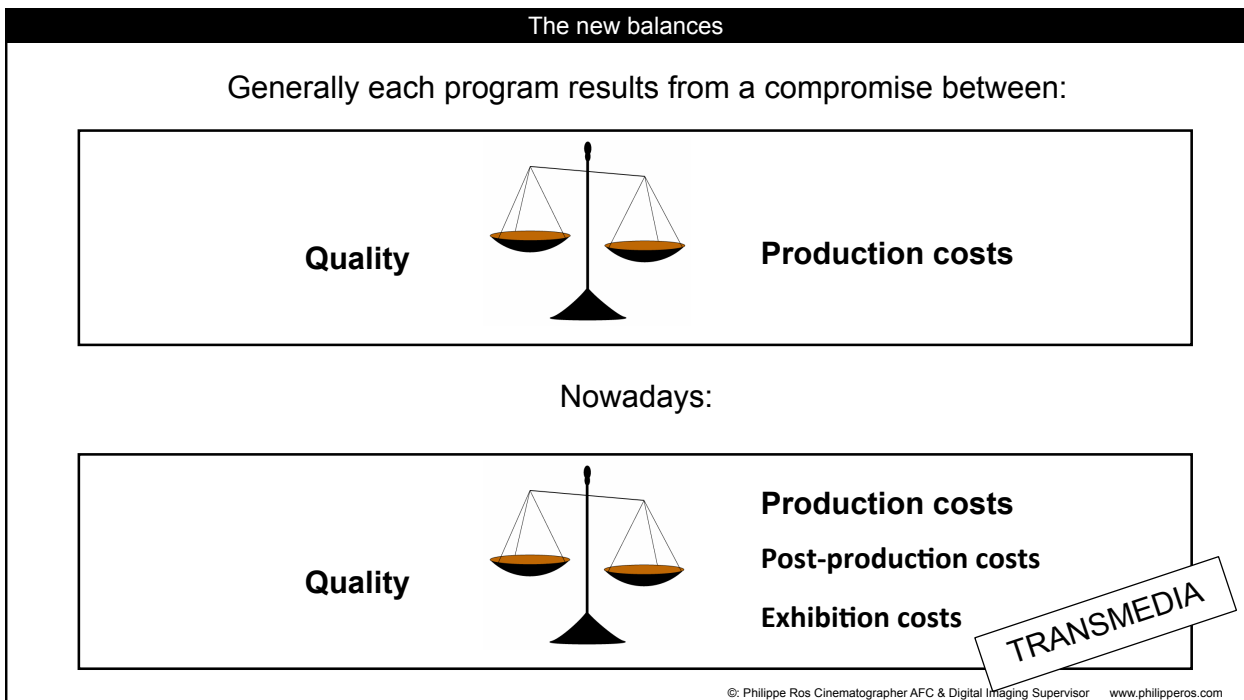 The new balances
Generally each program results from a compromise between:
Quality
Production costs
Nowadays:
Quality
Production costs
Post-production costs
Exhibition costs
TRANSMEDIA
©: Philippe Ros Cinematographer AFC & Digital Imaging Supervisor www.philipperos.com